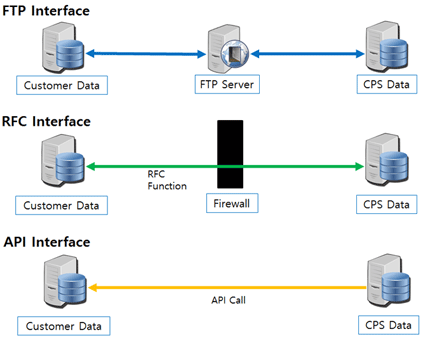 FTP Interface
Customer Data
FTP Server
CPS Data
RFC Interface
RFC
Function
Customer Data
Firewall
CPS Data
API Interface
API Call
Customer Data
CPS Data